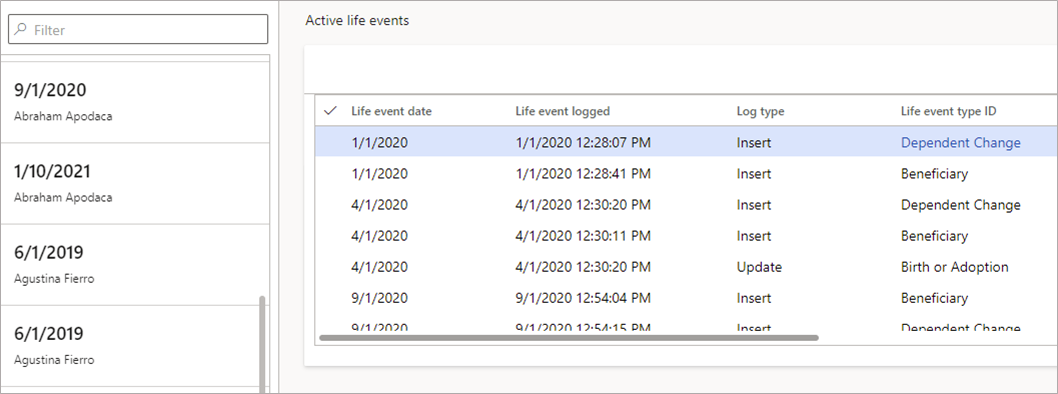 Filter
9/1/2020
Abraham Apodaca
1/10/2021
Abraham Apodaca
6/1/2019
Agustina Fierro
6/1/2019
Agustina Fierro
Active life events
Life event date Life event logged Log type Life event type ID
1/1/2020 1/1/2020 12:28:07 PM Insert Dependent Change
1/1/2020 1/1/2020 12:28:41 PM Insert Beneficiary
4/1/2020 4/1/2020 12:30:20 PM Insert Dependent Change
4/1/2020 4/1/2020 12:30:11 PM Insert Beneficiary
4/1/2020 4/1/2020 12:30:20 PM Update Birth or Adoption
9/1/2020 9/1/2020 12:54:04 PM Insert Beneficiary
9/1/2020 9/1/2020 12:54:15 PM Insert Dependent Change